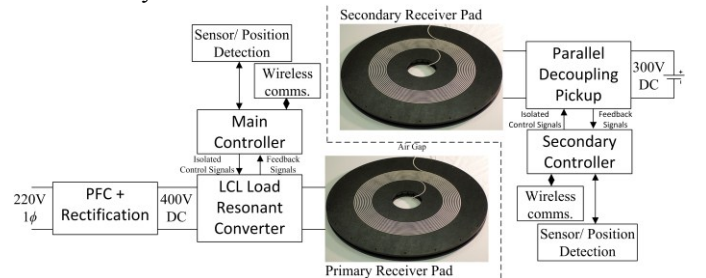 Secondary Receiver Pad
Sensor/ Position
Detection
Wireless
comms.
Main
Controller
Isolated
Control Signals
Feedback
Signals
220V
1ϕ
PFC +
Rectification
400V
DC
LCL Load
Resonant
Converter
Air Gap
Primary Receiver Pad
Parallel
Decoupling
Pickup
300V
DC
Isolated
Control Signals
Feedback
Signals
Secondary
Controller
Wireless
comms.
Sensor/ Position
Detection